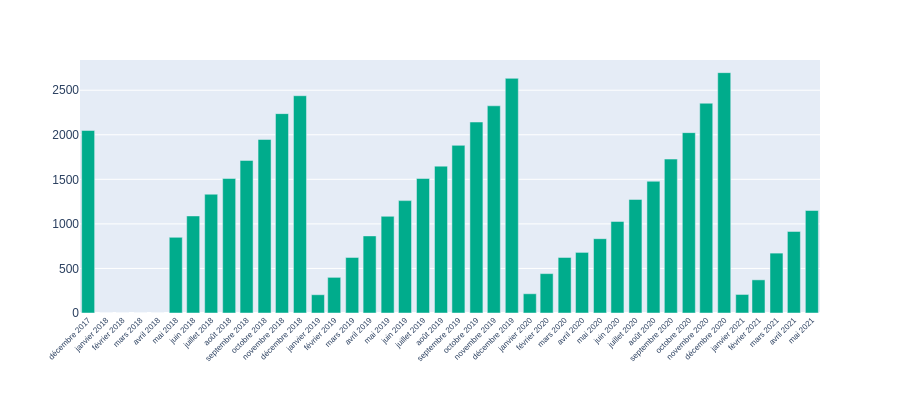 2500
2000
1500
1000
500
0
décembre 2017
janvier 2018
février 2018
mars 2018
avril 2018
mai 2018
juin 2018
juillet 2018
août 2018
septembre 2018
octobre 2018
novembre 2018
décembre 2018
janvier 2019
février 2019
mars 2019
avril 2019
mai 2019
juin 2019
juillet 2019
août 2019
septembre 2019
octobre 2019
novembre 2019
décembre 2019
janvier 2020
février 2020
mars 2020
avril 2020
mai 2020
juin 2020
juillet 2020
août 2020
septembre 2020
octobre 2020
novembre 2020
décembre 2020
janvier 2021
février 2021
mars 2021
avril 2021
mai 2021